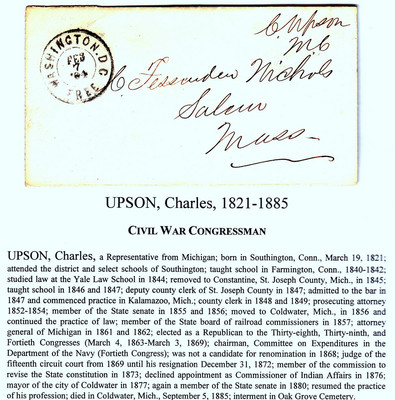 C Upson
M.C
WASHINGTON, D.C.
FEB
7
'64
FREE
C Fessenden Nichols
Salem
Mass
UPSON, Charles, 1821-1885
CIVIL WAR CONGRESSMAN
UPSON, Charles, a Representative from Michigan; born in Southington, Conn., March 19, 1821;
attended the district and select schools of Southington; taught school in Farmington, Conn., 1840-1842;
studied law at the Yale Law School in 1844; removed to Constantine, St. Joseph County, Mich., in 1845;
taught school in 1846 and 1847; deputy county clerk of St. Joseph County in 1847; admitted to the bar in
1847 and commenced practice in Kalamazoo, Mich.; county clerk in 1848 and 1849; prosecuting attorney
1852-1854; member of the State senate in 1855 and 1856; moved to Coldwater, Mich., in 1856 and
continued the practice of law; member of the State board of railroad commissioners in 1857; attorney
general of Michigan in 1861 and 1862; elected as a Republican to the Thirty-eighth, Thirty-ninth, and
Fortieth Congresses (March 4, 1863-March 3, 1869); chairman, Committee on Expenditures in the
Department of the Navy (Fortieth Congress); was not a candidate for renomination in 1868; judge of the
fifteenth circuit court from 1869 until his resignation December 31, 1872; member of the commission to
revise the State constitution in 1873; declined appointment as Commissioner of Indian Affairs in 1876;
mayor of the city of Coldwater in 1877; again a member of the State senate in 1880; resumed the practice
of his profession; died in Coldwater, Mich., September 5, 1885; interment in Oak Grove Cemetery.